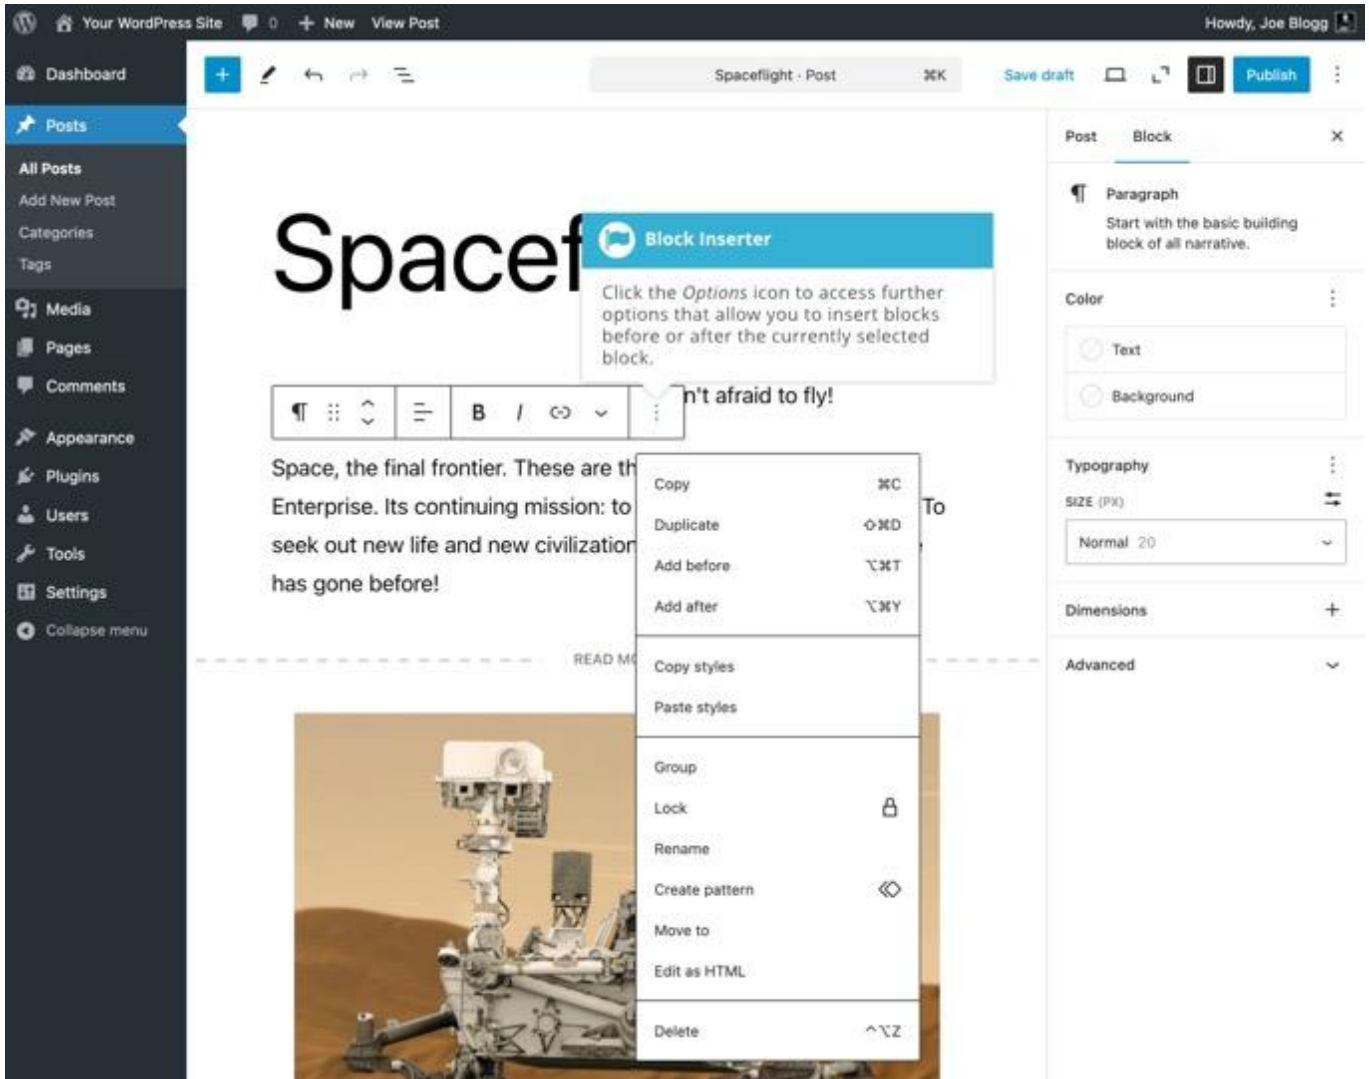 Your WordPress Site 0 + New View Post Howdy, Joe Blogg
Dashboard
Posts
All Posts
Add New Post
Categories
Tags
Media
Pages
Comments
Appearance
Plugins
Users
Tools
Settings
Collapse menu
Spaceflight · Post ⌘K Save draft Publish
Spacef
Block Inserter
Click the Options icon to access further
options that allow you to insert blocks
before or after the currently selected
block.
n't afraid to fly!
B I
Space, the final frontier. These are th
Enterprise. Its continuing mission: to To
seek out new life and new civilization
has gone before!
READ MO
Copy ⌘C
Duplicate ⇧⌘D
Add before ⌥⌘T
Add after ⌥⌘Y
Copy styles
Paste styles
Group
Lock
Rename
Create pattern
Move to
Edit as HTML
Delete ^⌥Z
Post Block
Paragraph
Start with the basic building
block of all narrative.
Color
Text
Background
Typography
SIZE (PX)
Normal 20
Dimensions
Advanced